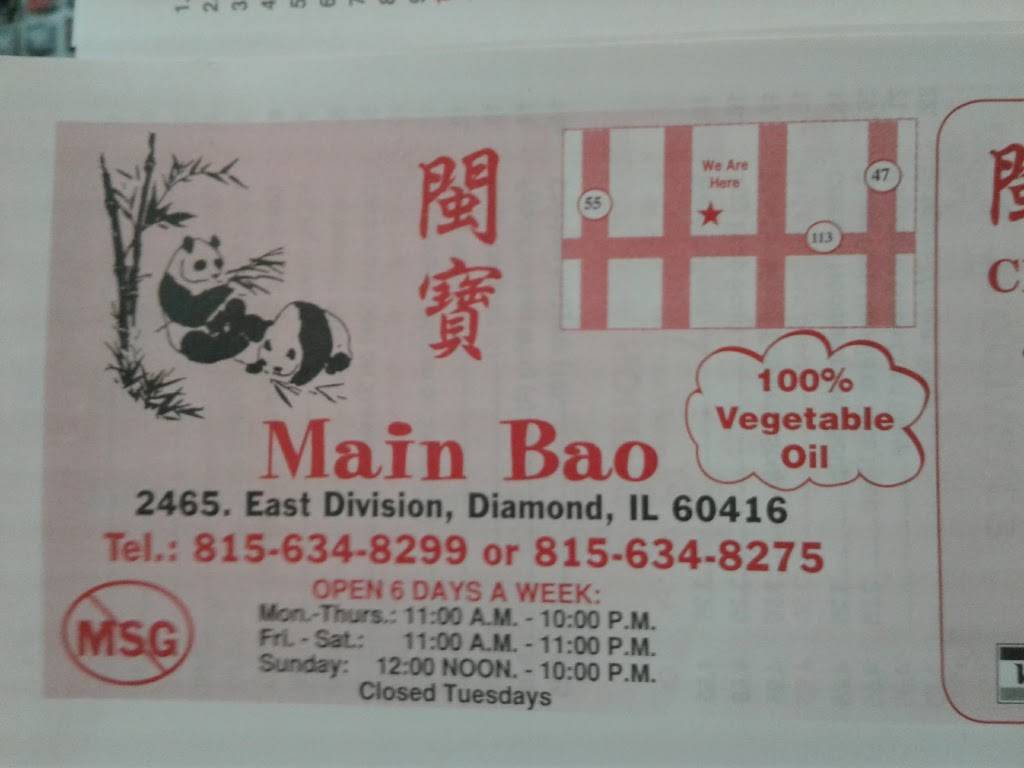 閩
寶
We Are
Here
55
47
113
100%
Vegetable
Oil
Main Bao
2465. East Division, Diamond, IL 60416
Tel.: 815-634-8299 or 815-634-8275
MSG
OPEN 6 DAYS A WEEK:
Mon.-Thurs.: 11:00 A.M. - 10:00 P.M.
Fri. - Sat.: 11:00 A.M. - 11:00 P.M.
Sunday: 12:00 NOON. - 10:00 P.M.
Closed Tuesdays